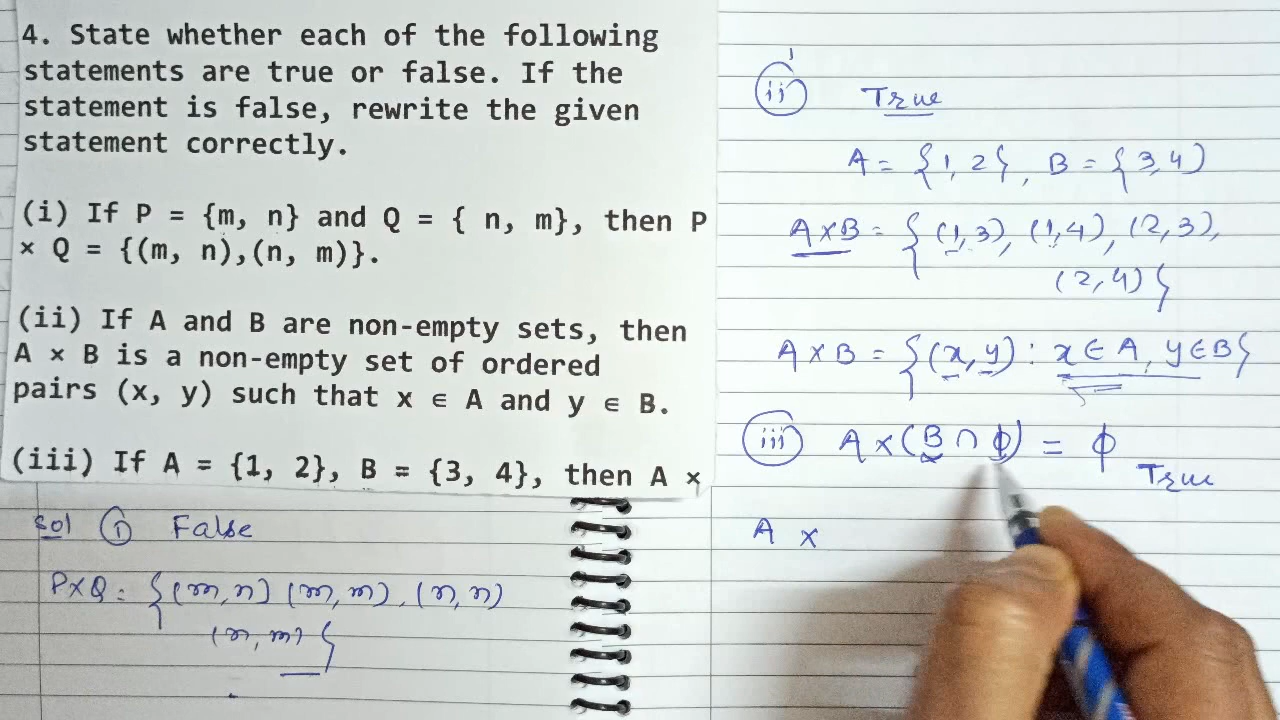 4. State whether each of the following
statements are true or false. If the
statement is false, rewrite the given
statement correctly.
(i) If P = {m, n} and Q = { n, m}, then P
× Q = {(m, n),(n, m)}.
(ii) If A and B are non-empty sets, then
A × B is a non-empty set of ordered
pairs (x, y) such that x ∈ A and y ∈ B.
(iii) If A = {1, 2}, B = {3, 4}, then A ×
Sol (i) False
P×Q = {(m,n) (m,m), (n,n)
(n,m)}
(ii) True
A = {1, 2}, B = {3,4}
A×B = {(1,3), (1,4), (2,3),
(2,4)}
A×B = {(x,y) : x∈A, y∈B}
(iii) A×(B∩ϕ) = ϕ
True
A ×